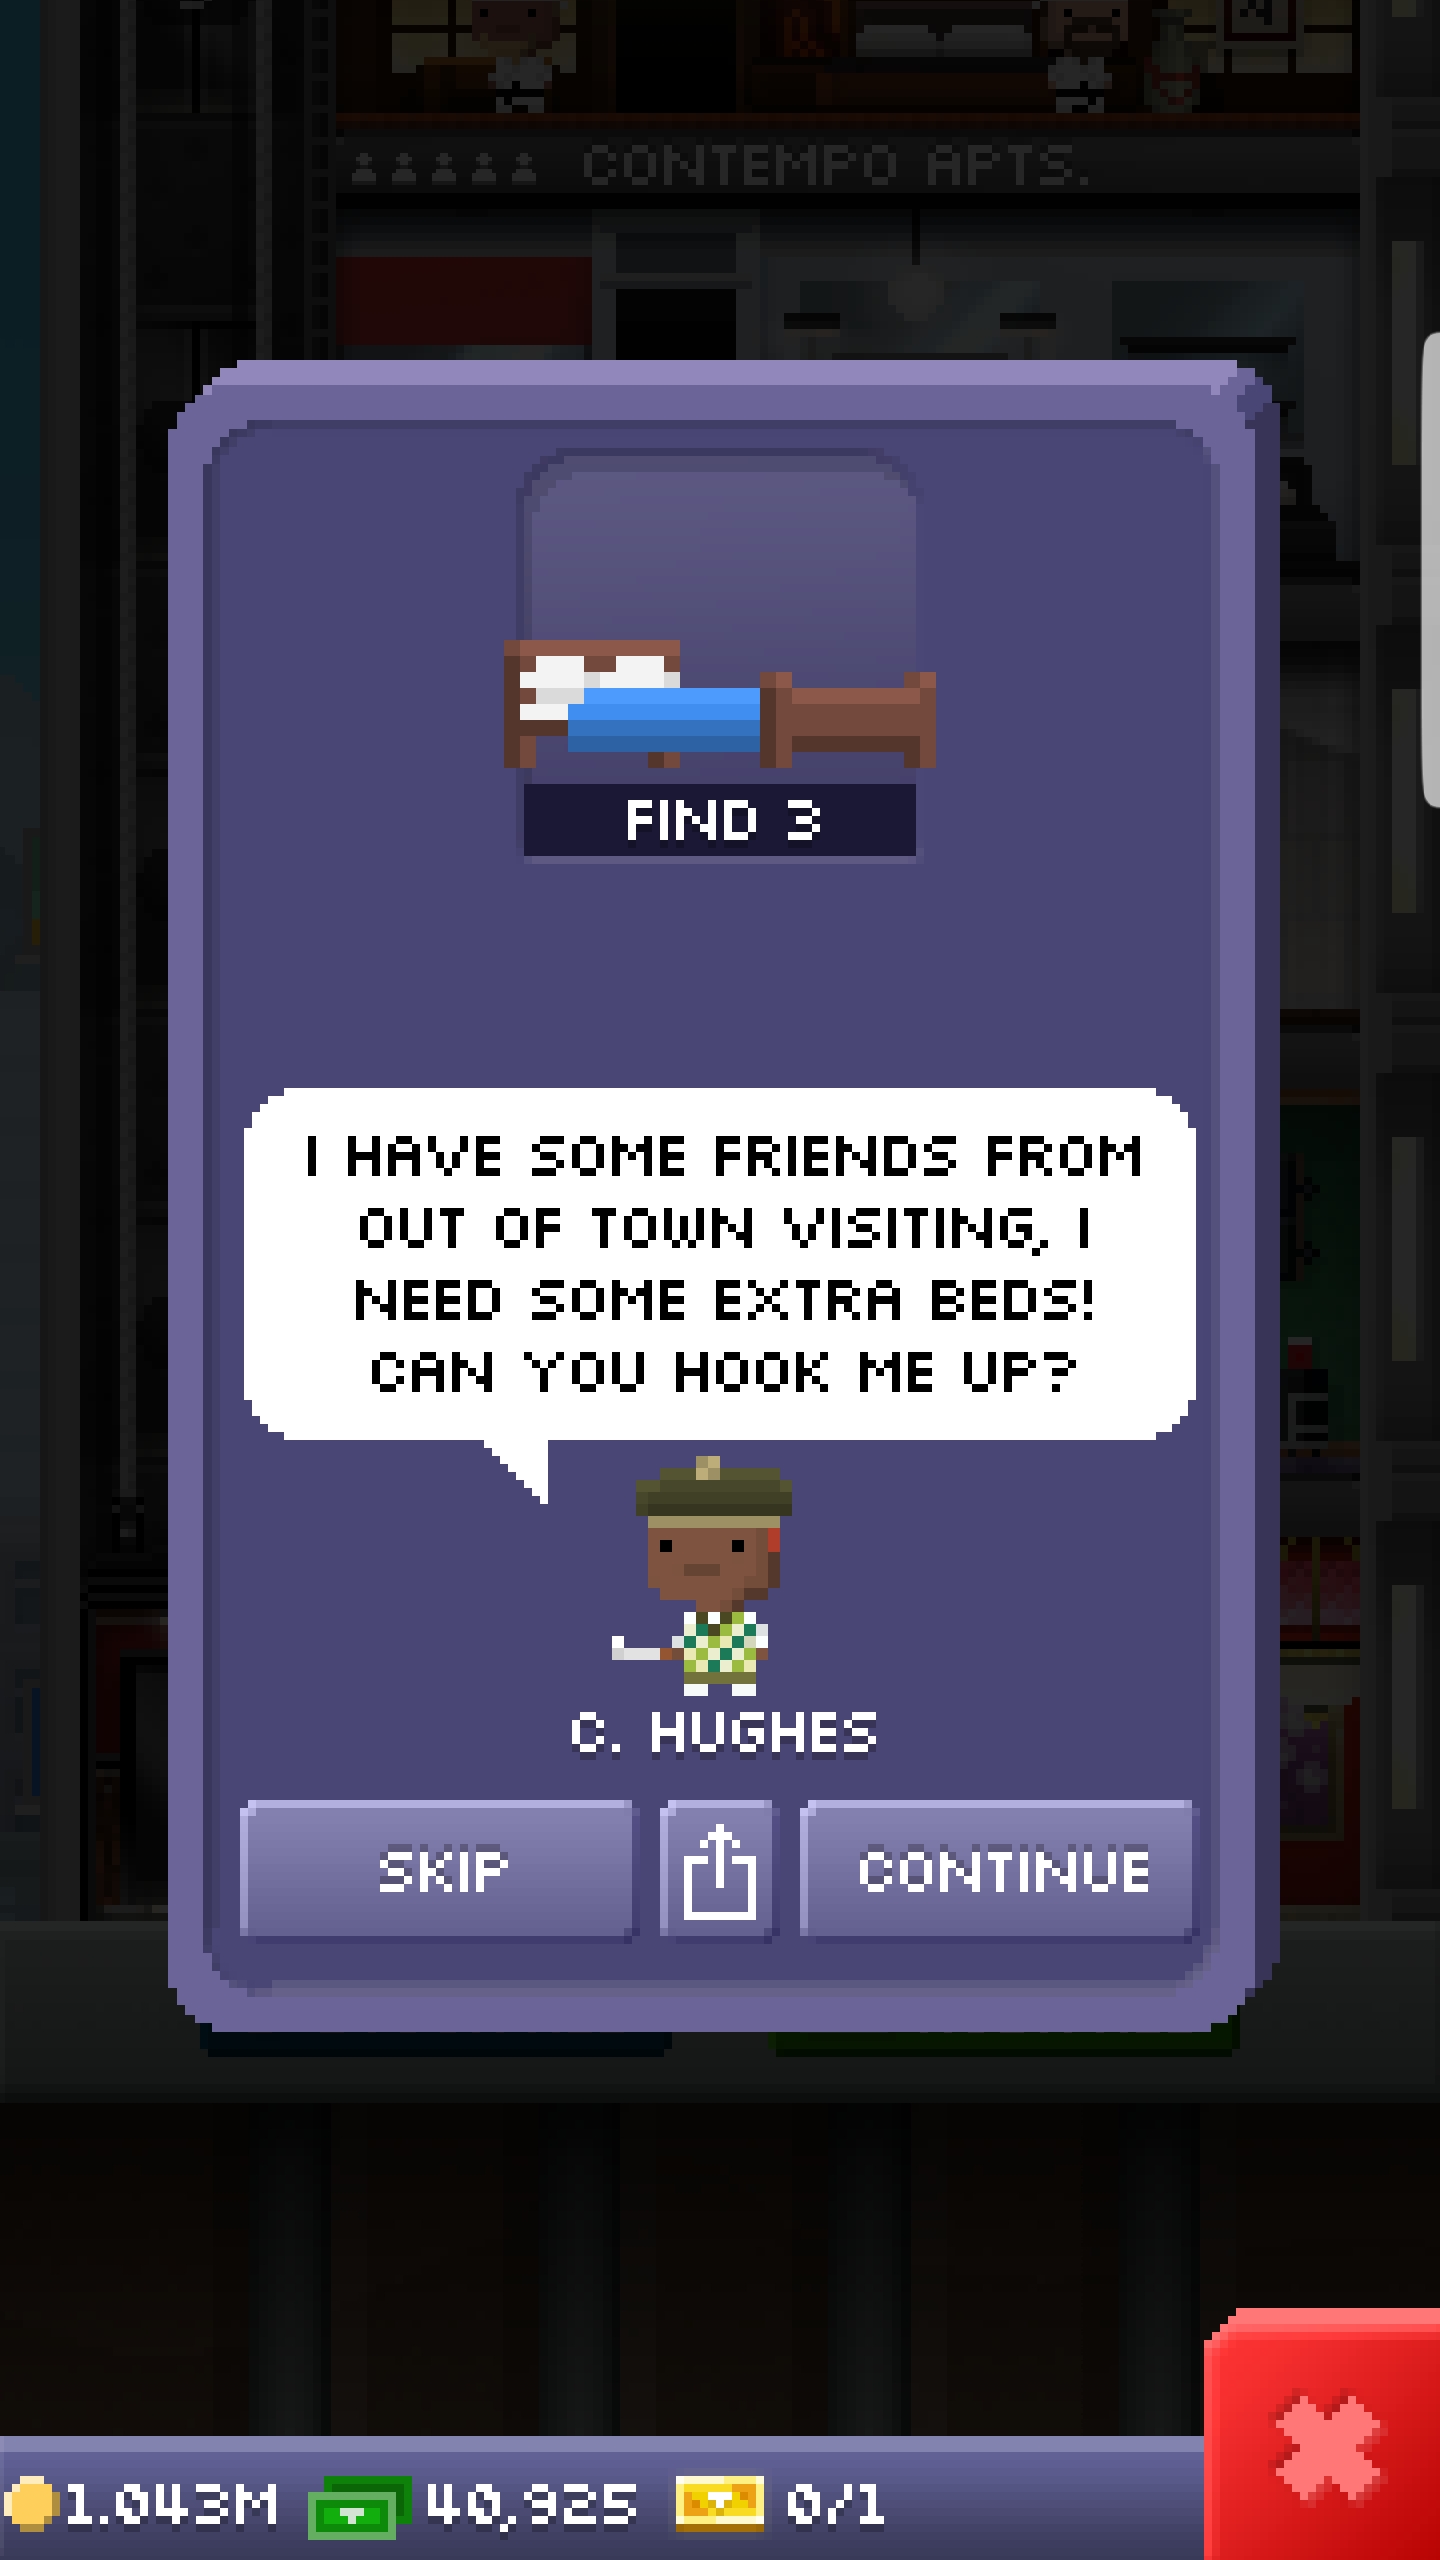 CONTEMPO APTS.
FIND 3
I HAVE SOME FRIENDS FROM
OUT OF TOWN VISITING, I
NEED SOME EXTRA BEDS!
CAN YOU HOOK ME UP?
C. HUGHES
SKIP
CONTINUE
1.043M 40,925 0/1